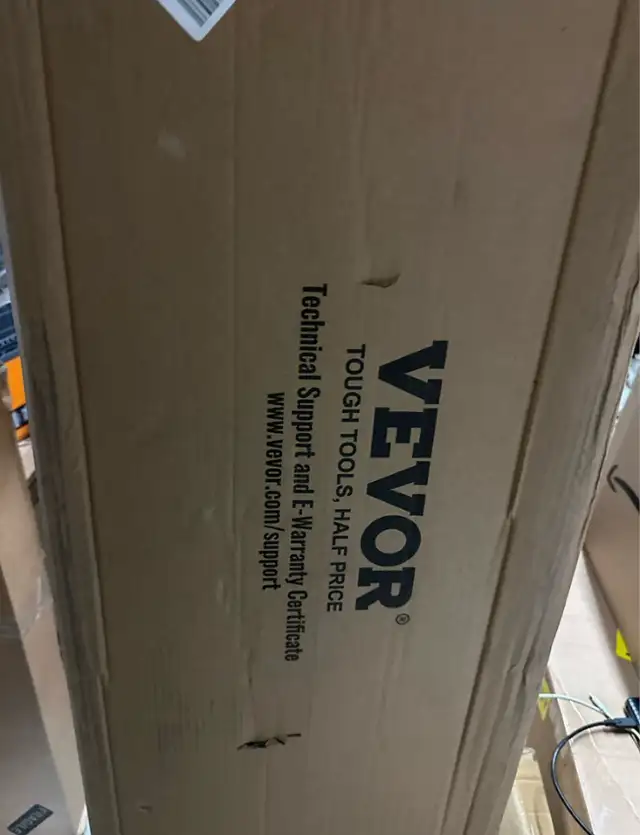 VEVOR®
TOUGH TOOLS, HALF PRICE
Technical Support and E-Warranty Certificate
www.vevor.com/support